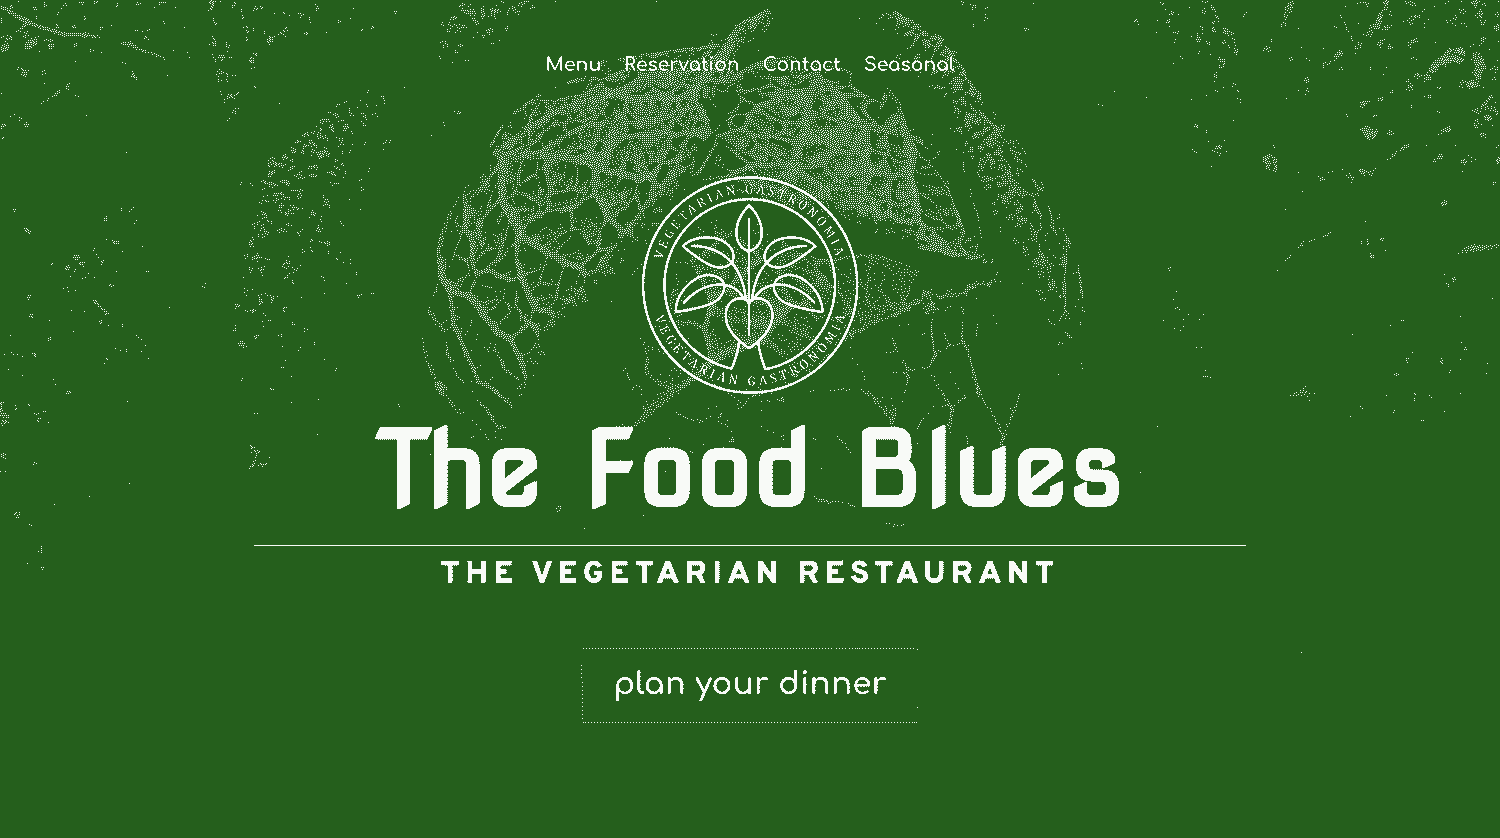 Menu Reservation Contact Seasonal
VEGETARIAN GASTRONOMIA
VEGETARIAN GASTRONOMIA
The Food Blues
THE VEGETARIAN RESTAURANT
plan your dinner